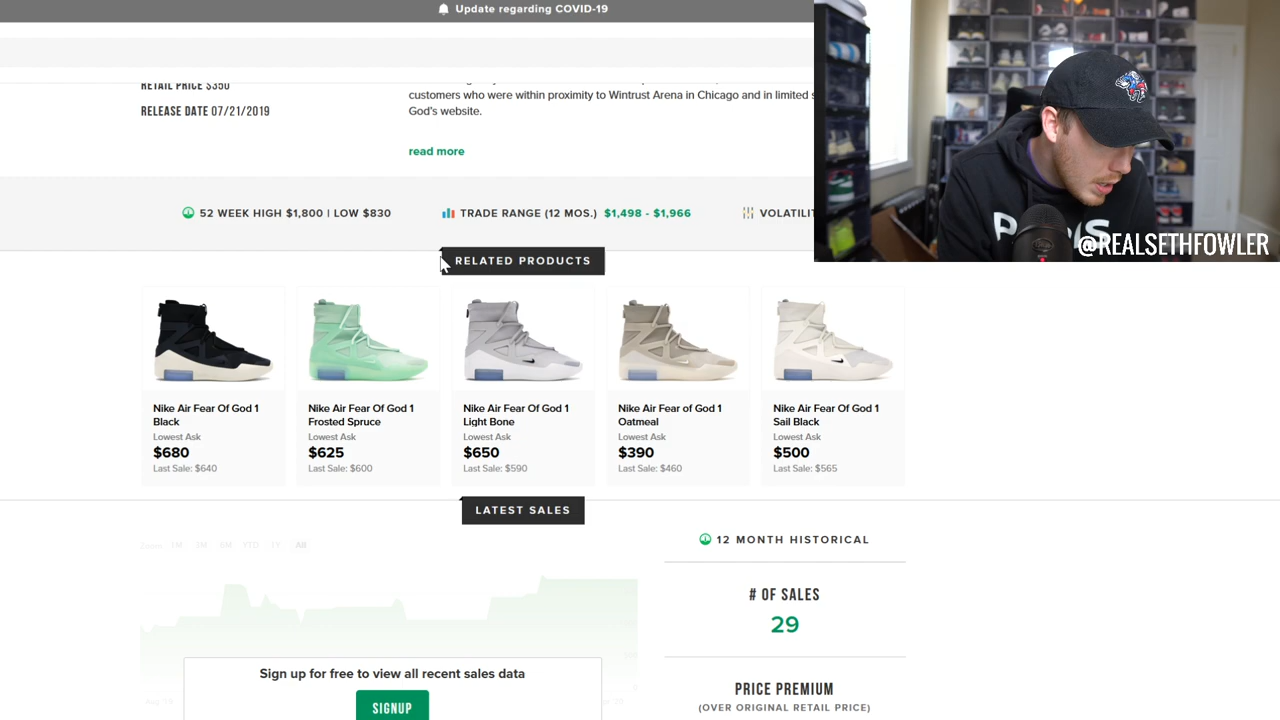 Update regarding COVID-19
RETAIL PRICE $350
customers who were within proximity to Wintrust Arena in Chicago and in limited
RELEASE DATE 07/21/2019
God's website.
read more
52 WEEK HIGH $1,800 | LOW $830
TRADE RANGE (12 MOS.) $1,498 - $1,966
@REALSETHFOWLER
RELATED PRODUCTS
Nike Air Fear Of God 1
Black
Lowest Ask
$680
Last Sale: $640
Nike Air Fear Of God 1
Frosted Spruce
Lowest Ask
$625
Last Sale: $600
Nike Air Fear Of God 1
Light Bone
Lowest Ask
$650
Last Sale: $590
Nike Air Fear of God 1
Oatmeal
Lowest Ask
$390
Last Sale: $460
Nike Air Fear Of God 1
Sail Black
Lowest Ask
$500
Last Sale: $565
LATEST SALES
12 MONTH HISTORICAL
YTD 1Y All
# OF SALES
29
Sign up for free to view all recent sales data
SIGNUP
PRICE PREMIUM
(OVER ORIGINAL RETAIL PRICE)